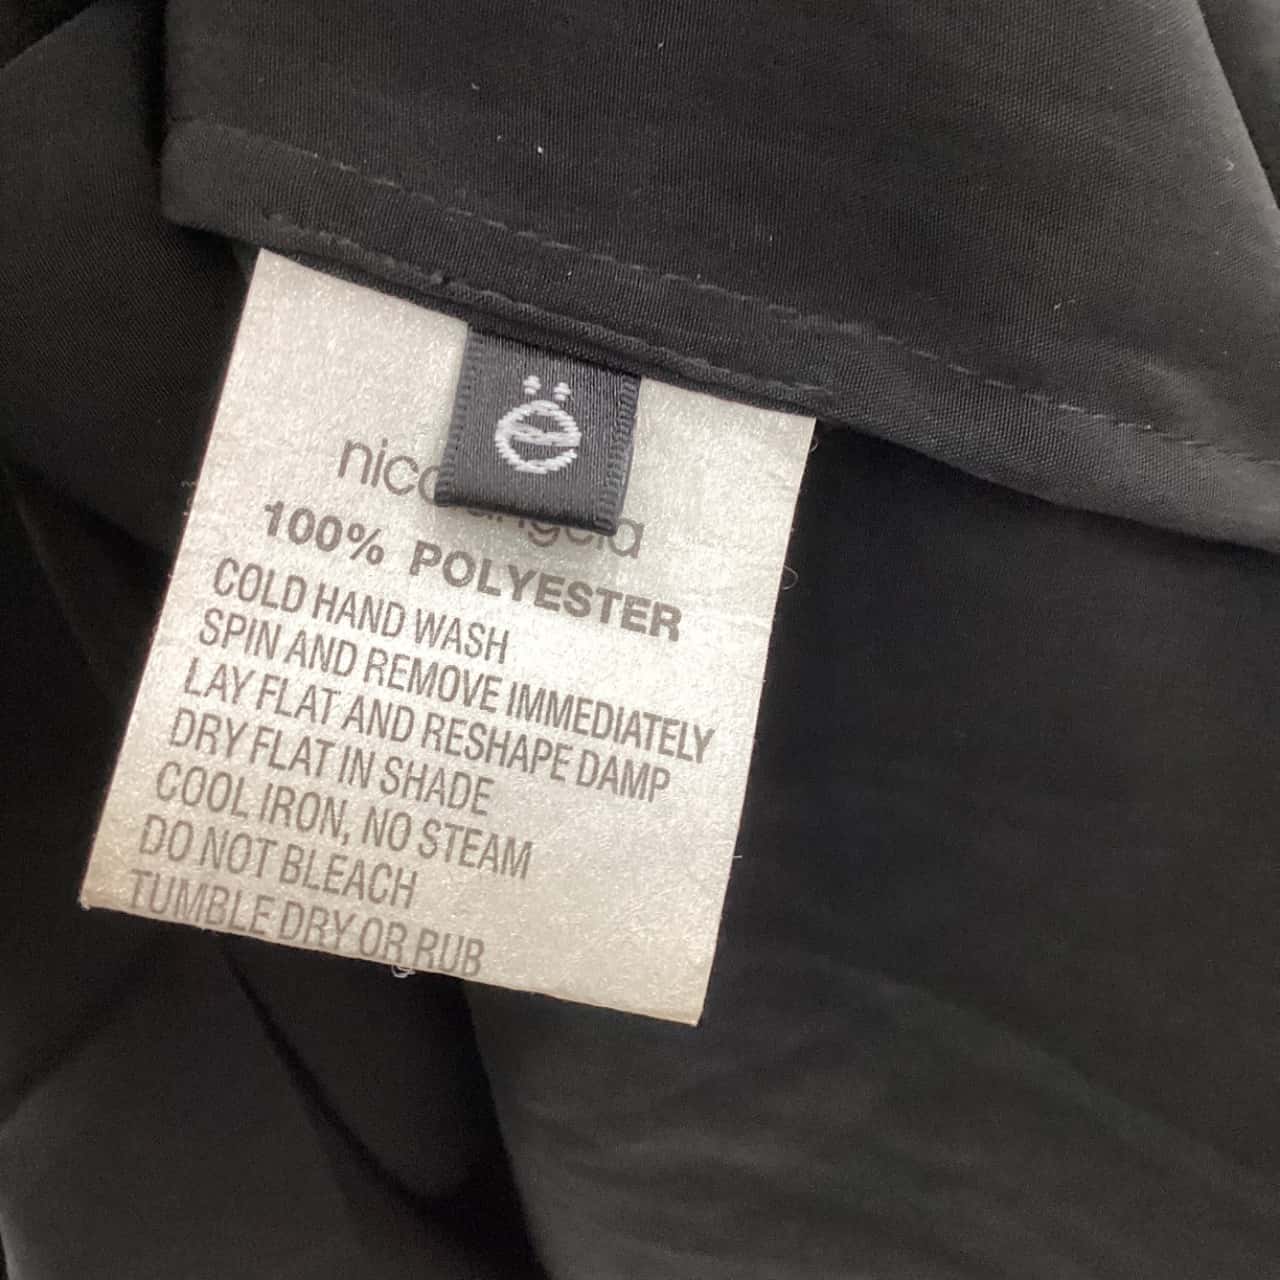 100% POLYESTER
COLD HAND WASH
SPIN AND REMOVE IMMEDIATELY
LAY FLAT AND RESHAPE DAMP
DRY FLAT IN SHADE
COOL IRON, NO STEAM
DO NOT BLEACH
TUMBLE DRY OR RUB